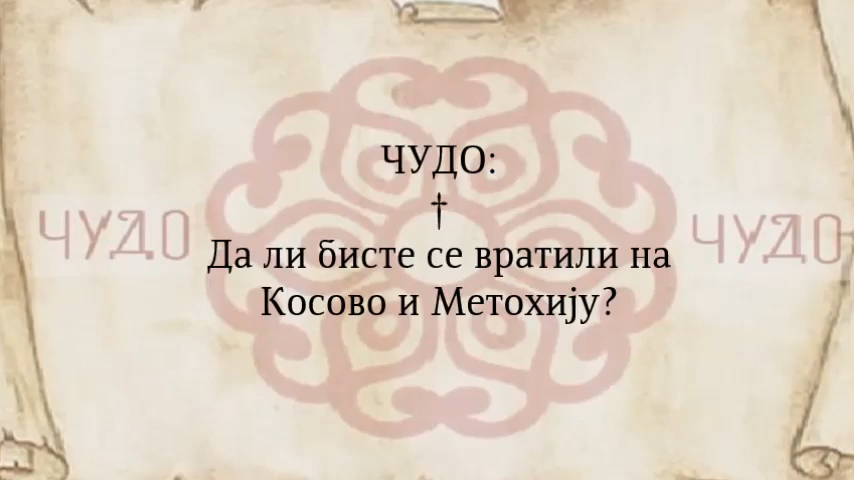 ЧУДО:
†
ЧУДО
ЧУДО
Да ли бисте се вратили на
Косово и Метохију?